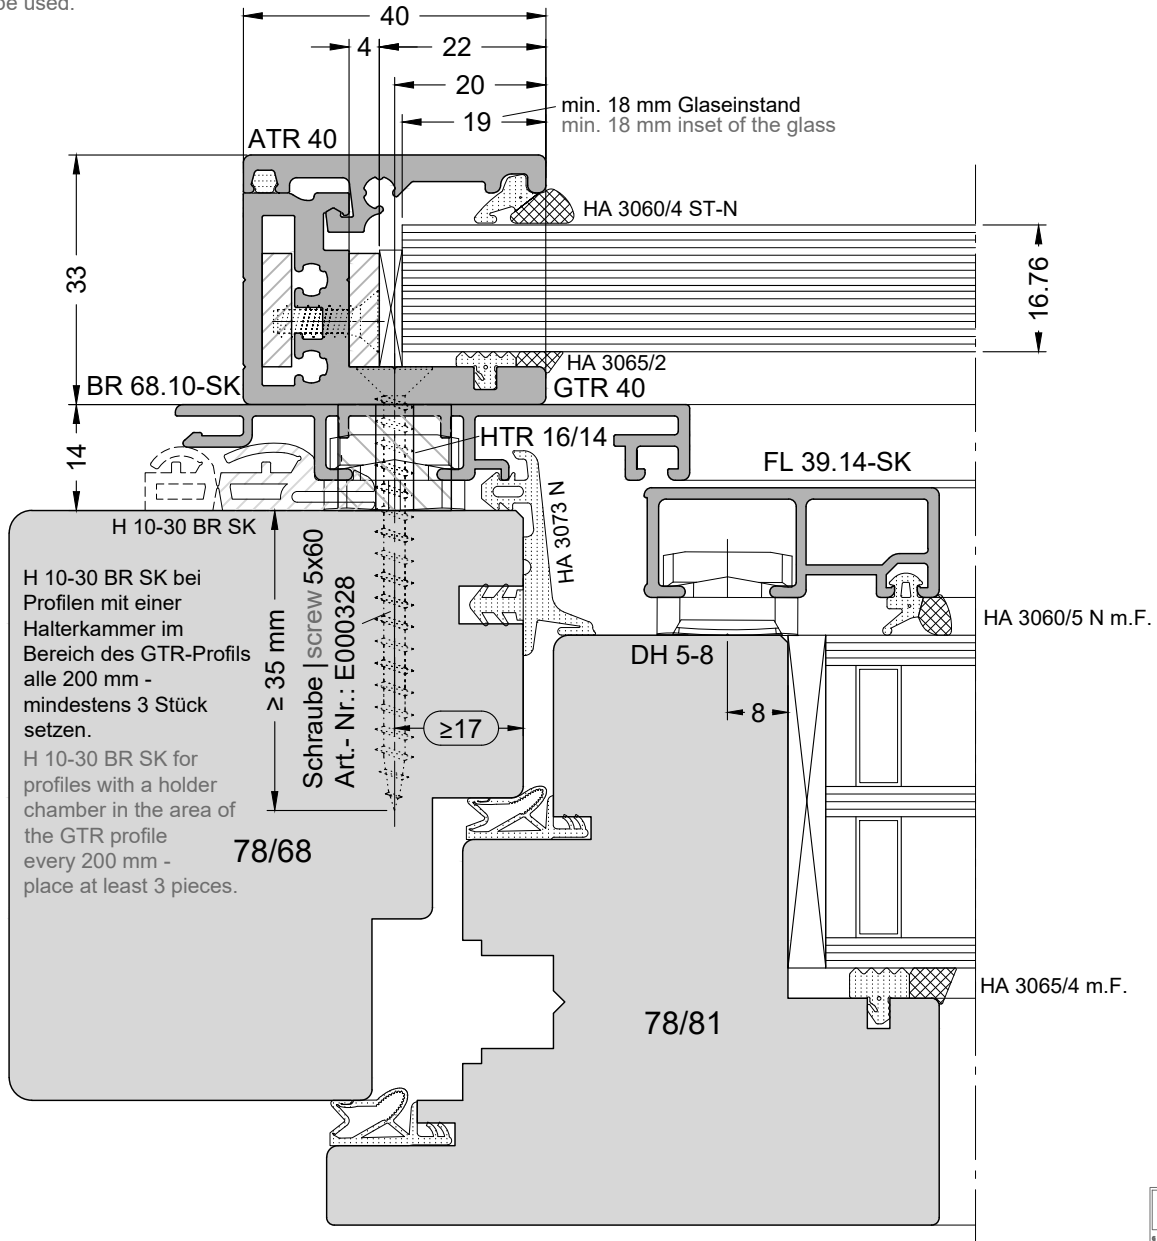 be used.
40
4
22
20
19
min. 18 mm Glaseinstand
min. 18 mm inset of the glass
ATR 40
HA 3060/4 ST-N
33
16.76
HA 3065/2
BR 68.10-SK
GTR 40
14
HTR 16/14
FL 39.14-SK
H 10-30 BR SK
HA 3073 N
H 10-30 BR SK bei
Profilen mit einer
Halterkammer im
Bereich des GTR-Profils
alle 200 mm -
mindestens 3 Stück
setzen.
H 10-30 BR SK for
profiles with a holder
chamber in the area of
the GTR profile
every 200 mm -
place at least 3 pieces.
≥ 35 mm
Schraube | screw 5x60
Art.- Nr.: E000328
≥17
HA 3060/5 N m.F.
DH 5-8
8
78/68
HA 3065/4 m.F.
78/81